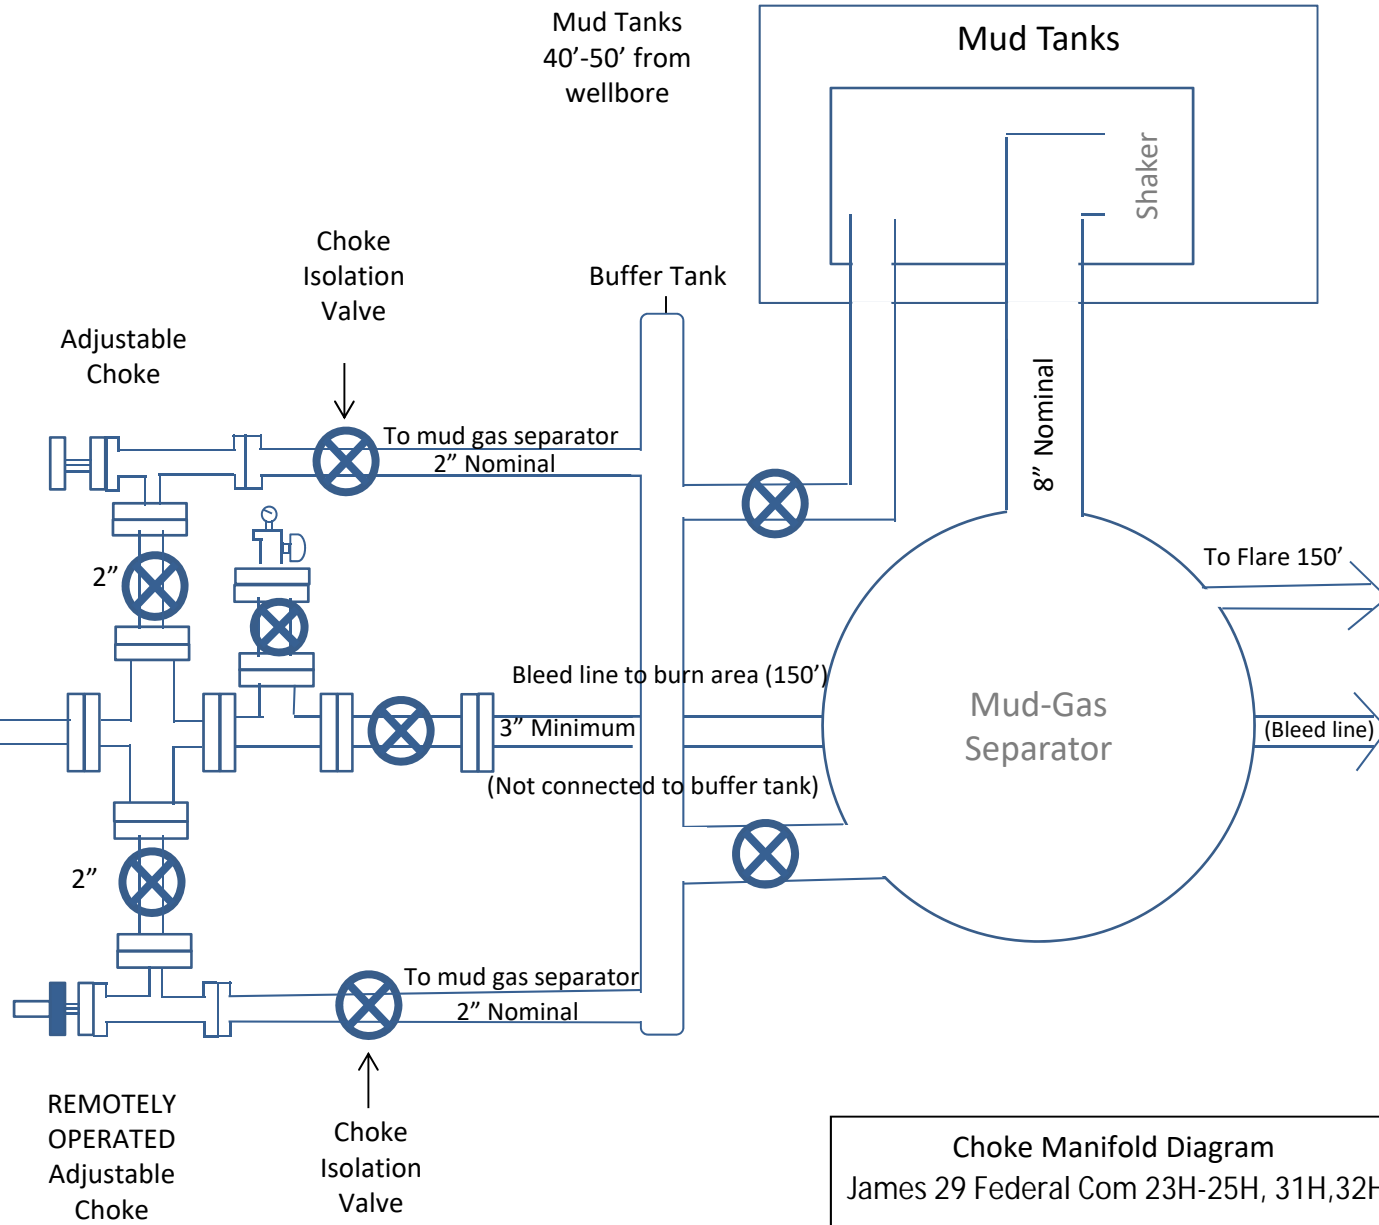 Mud Tanks
40’-50’ from
wellbore
Mud Tanks
Shaker
Choke
Isolation
Valve
Buffer Tank
Adjustable
Choke
To mud gas separator
2” Nominal
8” Nominal
2”
To Flare 150’
Bleed line to burn area (150’)
3” Minimum
(Not connected to buffer tank)
Mud-Gas
Separator
(Bleed line)
2”
To mud gas separator
2” Nominal
REMOTELY
OPERATED
Adjustable
Choke
Choke
Isolation
Valve
Choke Manifold Diagram
James 29 Federal Com 23H-25H, 31H,32H